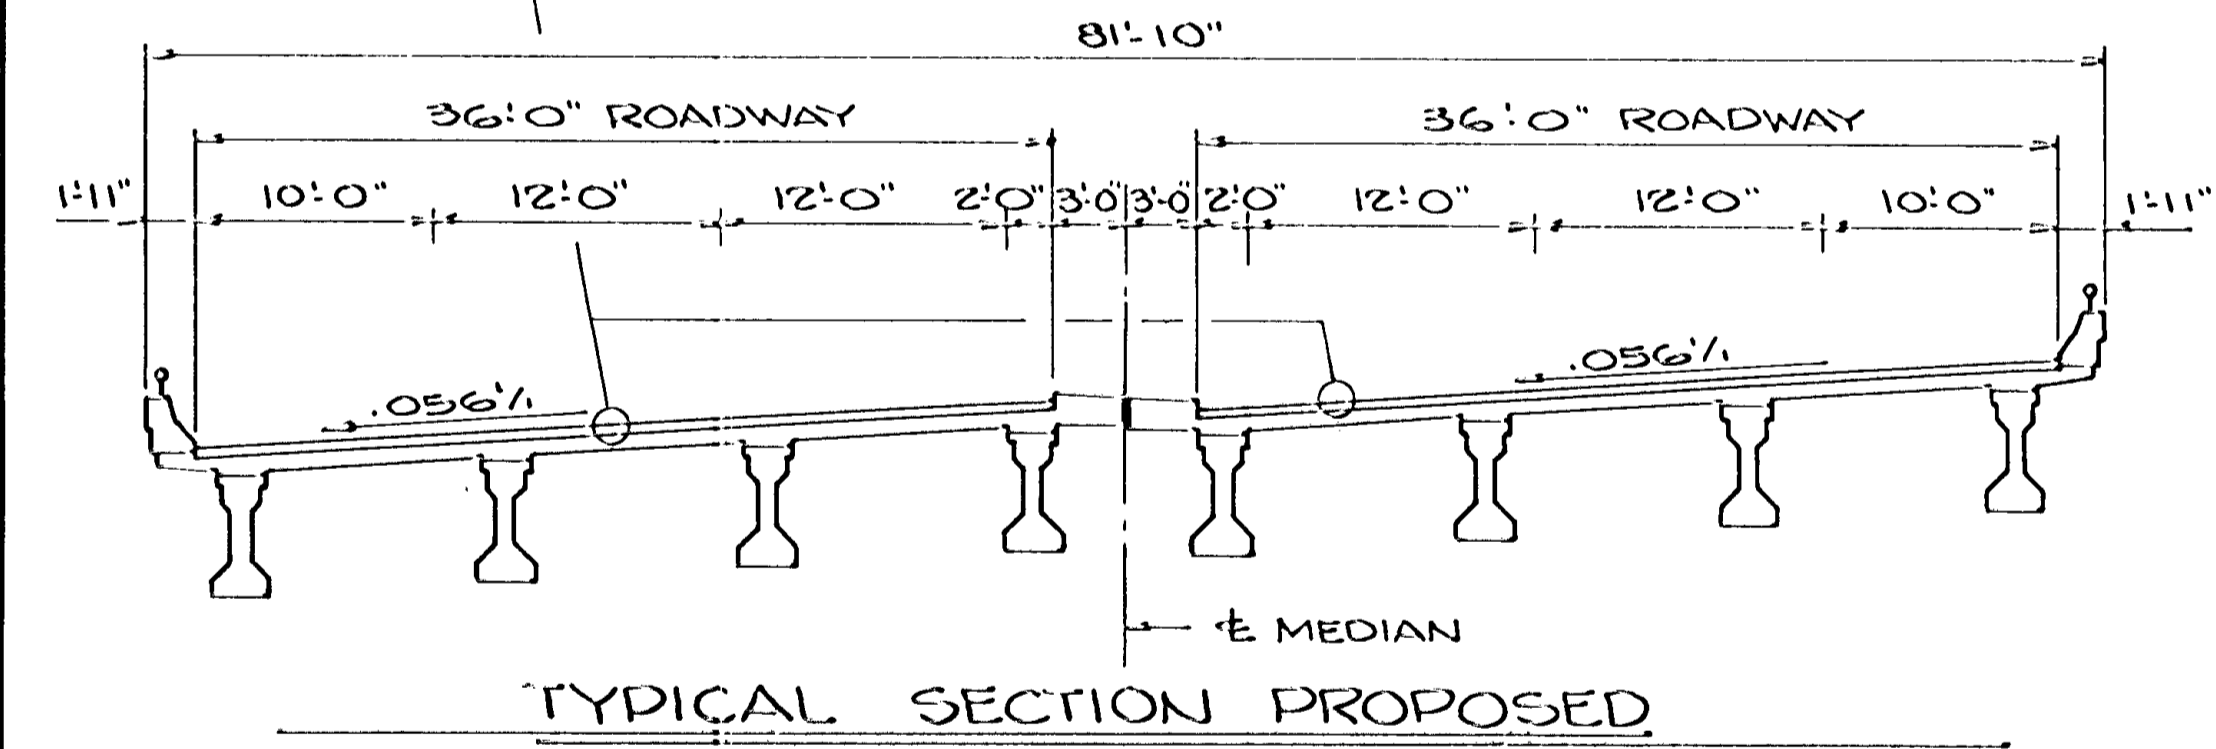 81'-10"
36'-0" ROADWAY 36'-0" ROADWAY
1'-11" 10'-0" 12'-0" 12'-0" 2'-0" 3'-0" 3'-0" 2'-0" 12'-0" 12'-0" 10'-0" 1'-11"
.056'/1 .056'/1
℄ MEDIAN
TYPICAL SECTION PROPOSED